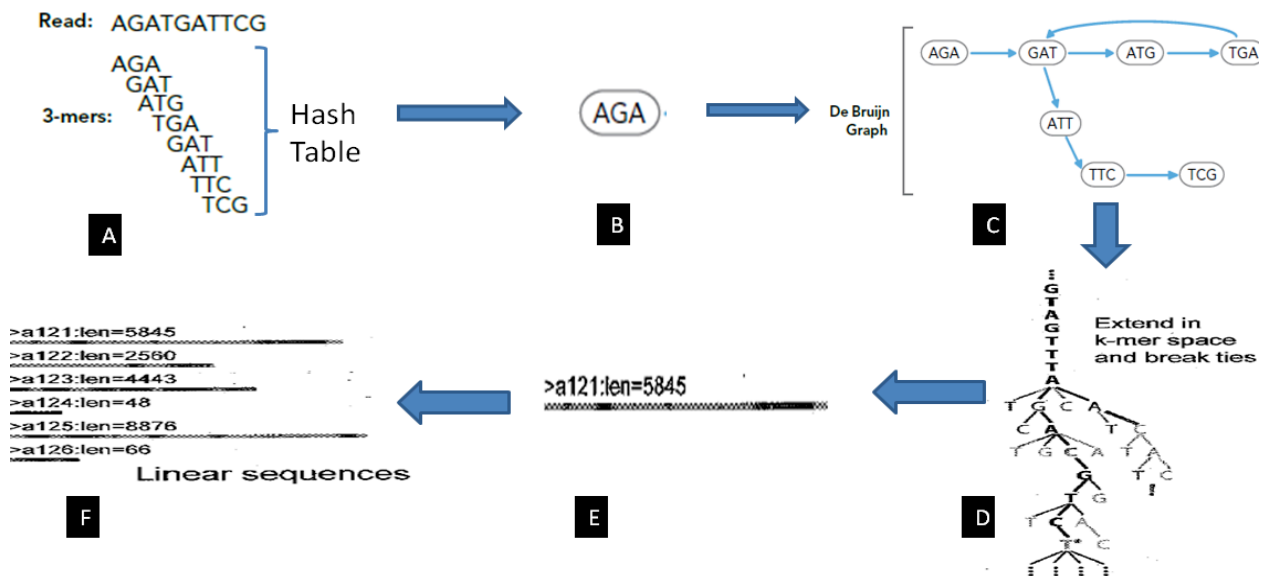 Read: AGATGATTCG
AGA
GAT
ATG
3-mers:
TGA
GAT
ATT
TTC
TCG
Hash
Table
A
AGA
B
De Bruijn
Graph
AGA
GAT
ATG
TGA
ATT
TTC
TCG
C
G
T
A
G
T
T
T
A
Extend in
k-mer space
and break ties
T G C A
C A T C
T G C A T A
G T C
T G
T C A C
T*
D
>a121:len=5845
E
>a121:len=5845
>a122:len=2560
>a123:len=4443
>a124:len=48
>a125:len=8876
>a126:len=66
Linear sequences
F